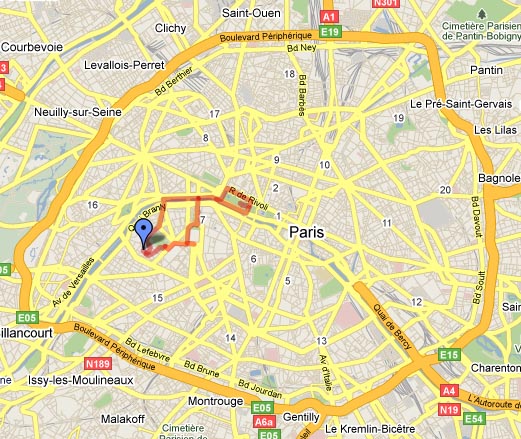 N301
Saint-Ouen
A1
Cimetière Parisien
de Pantin-Bobigny
Clichy
E19
Courbevoie
Boulevard Périphérique
Bd Ney
Levallois-Perret
Pantin
Bd Berthier
18
Bd Barbès
19
Neuilly-sur-Seine
17
Le Pré-Saint-Gervais
9
10
Les Lilas
8
Bagnole
R de Rivoli
2
20
16
Quai Branly
3
11
Bd Davout
1
7
Paris
4
6
Av de Versailles
05
5
12
Bd Soult
15
Quai de Bercy
E05
illancourt
14
13
Boulevard Périphérique
Bd Lefebvre
N189
Bd Brune
Av d'Italie
E15
Charenton
Issy-les-Moulineaux
Bd Jourdan
A4
Montrouge
E05
Gentilly
N19
L'Autoroute de
Malakoff
A6a
E54
Cimetière
Le Kremlin-Bicêtre
Parisien de
E05